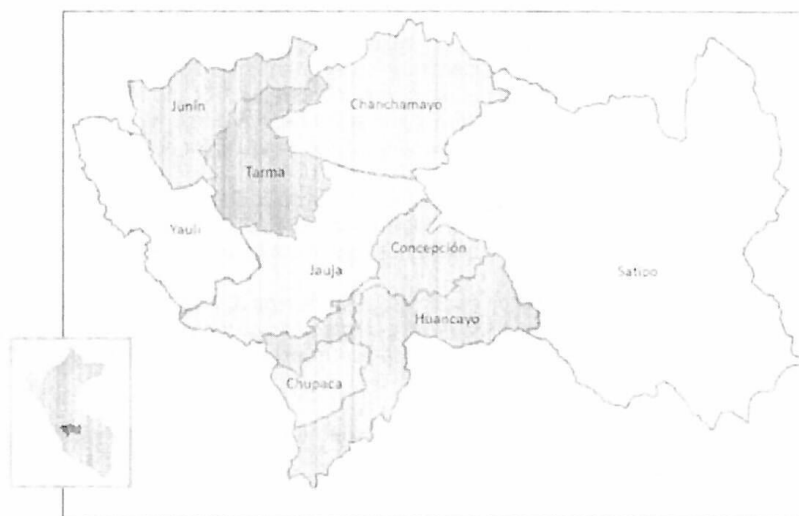 Junín
Chanchamayo
Tarma
Yauli
Concepción
Jauja
Satipo
Huancayo
Chupaca